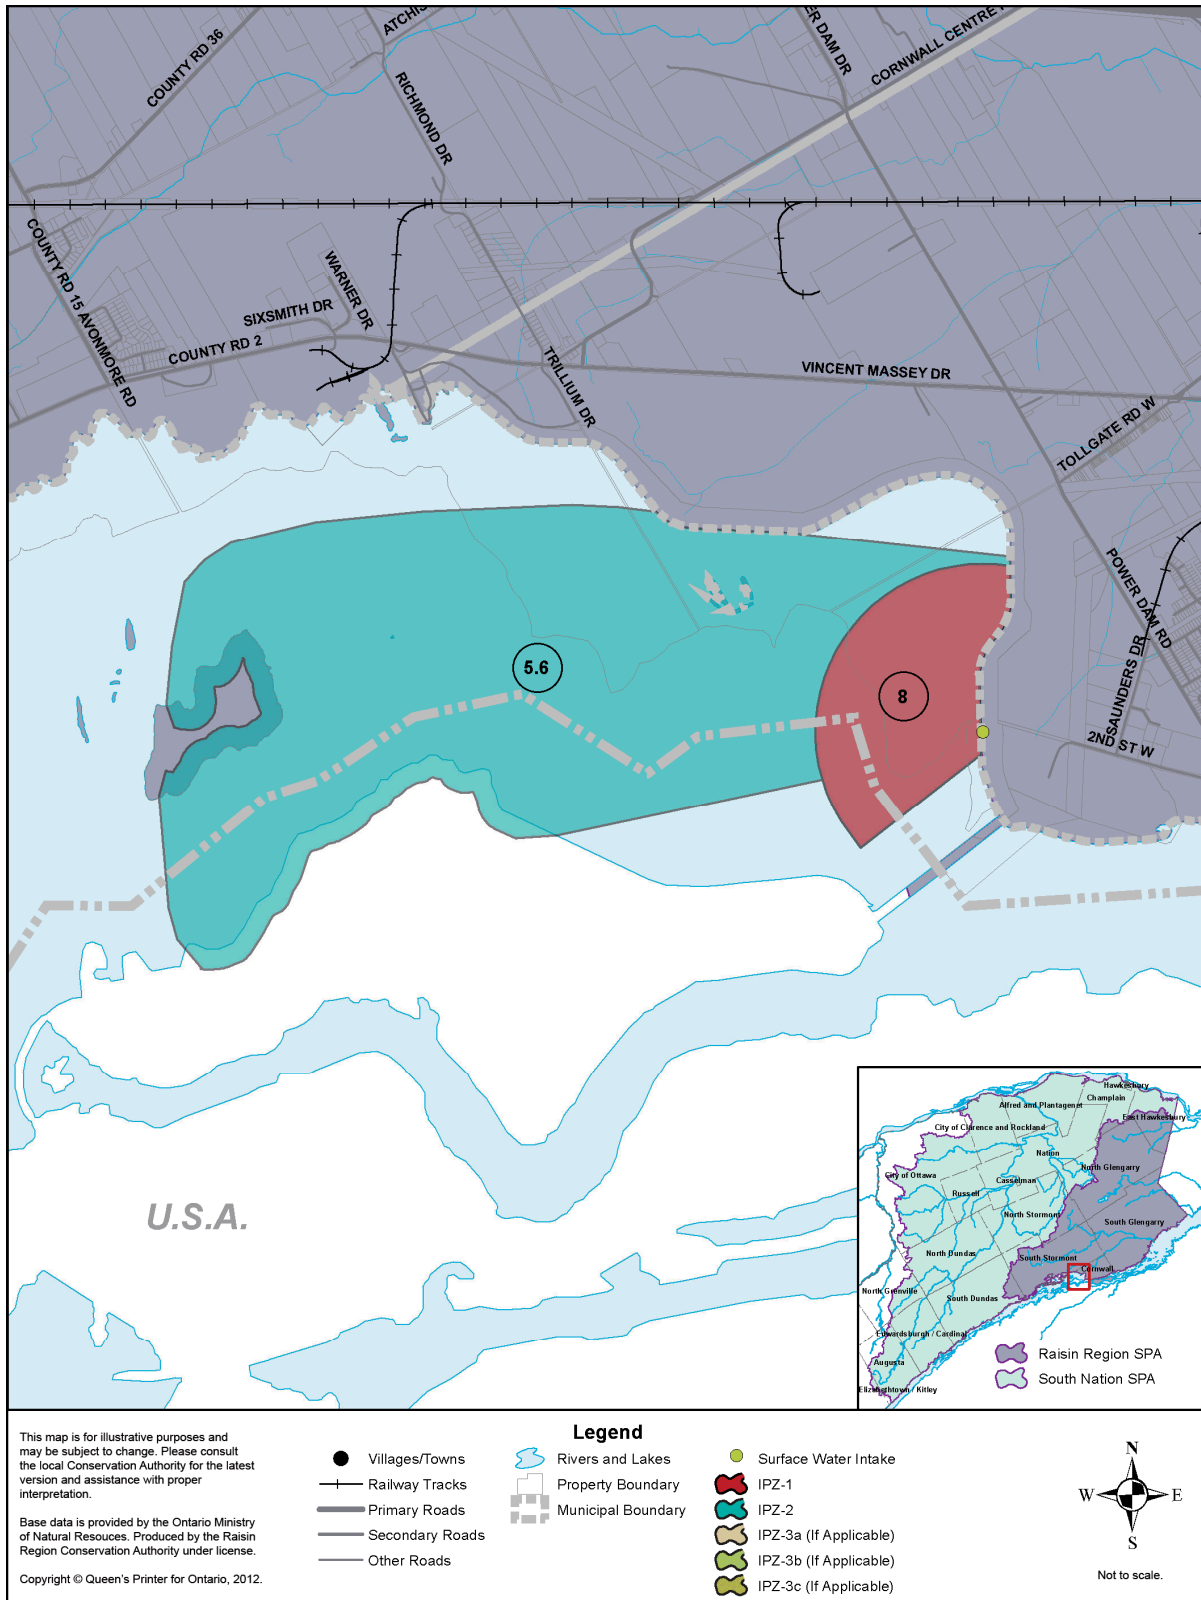 COUNTY RD 36
RICHMOND DR
CORNWALL CENTRE
COUNTY RD 15 AVONMORE RD
WARNER DR
SIXSMITH DR
COUNTY RD 2
TRILLIUM DR
VINCENT MASSEY DR
TOLLGATE RD W
POWER DAM RD
SAUNDERS DR
2ND ST W
5.6
8
U.S.A.
Hawkesbury
Champlain
Alfred and Plantagenet
East Hawkesbury
City of Clarence and Rockland
Nation
North Glengarry
City of Ottawa
Casselman
Russell
North Stormont
South Glengarry
North Dundas
South Stormont
Cornwall
North Grenville
South Dundas
Edwardsburgh / Cardinal
Augusta
Elizabethtown / Kitley
Raisin Region SPA
South Nation SPA
This map is for illustrative purposes and
may be subject to change. Please consult
the local Conservation Authority for the latest
version and assistance with proper
interpretation.
Base data is provided by the Ontario Ministry
of Natural Resouces. Produced by the Raisin
Region Conservation Authority under license.
Copyright © Queen's Printer for Ontario, 2012.
Legend
Villages/Towns
Railway Tracks
Primary Roads
Secondary Roads
Other Roads
Rivers and Lakes
Property Boundary
Municipal Boundary
Surface Water Intake
IPZ-1
IPZ-2
IPZ-3a (If Applicable)
IPZ-3b (If Applicable)
IPZ-3c (If Applicable)
N
W E
S
Not to scale.